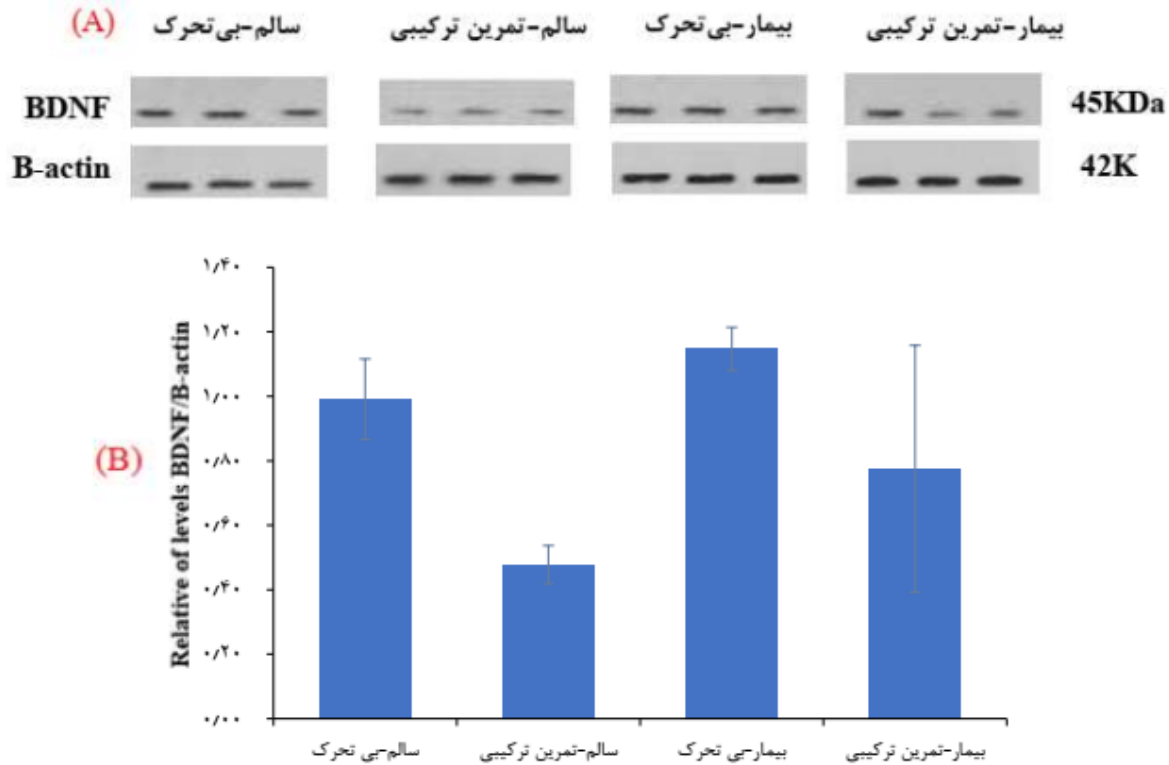 (A) سالم-بی‌تحرک سالم-تمرین ترکیبی بیمار-بی‌تحرک بیمار-تمرین ترکیبی
BDNF 45KDa
B-actin 42K
(B)
Relative of levels BDNF/B-actin
۱٫۴۰
۱٫۲۰
۱٫۰۰
۰٫۸۰
۰٫۶۰
۰٫۴۰
۰٫۲۰
۰٫۰۰
سالم-بی تحرک سالم-تمرین ترکیبی بیمار-بی تحرک بیمار-تمرین ترکیبی